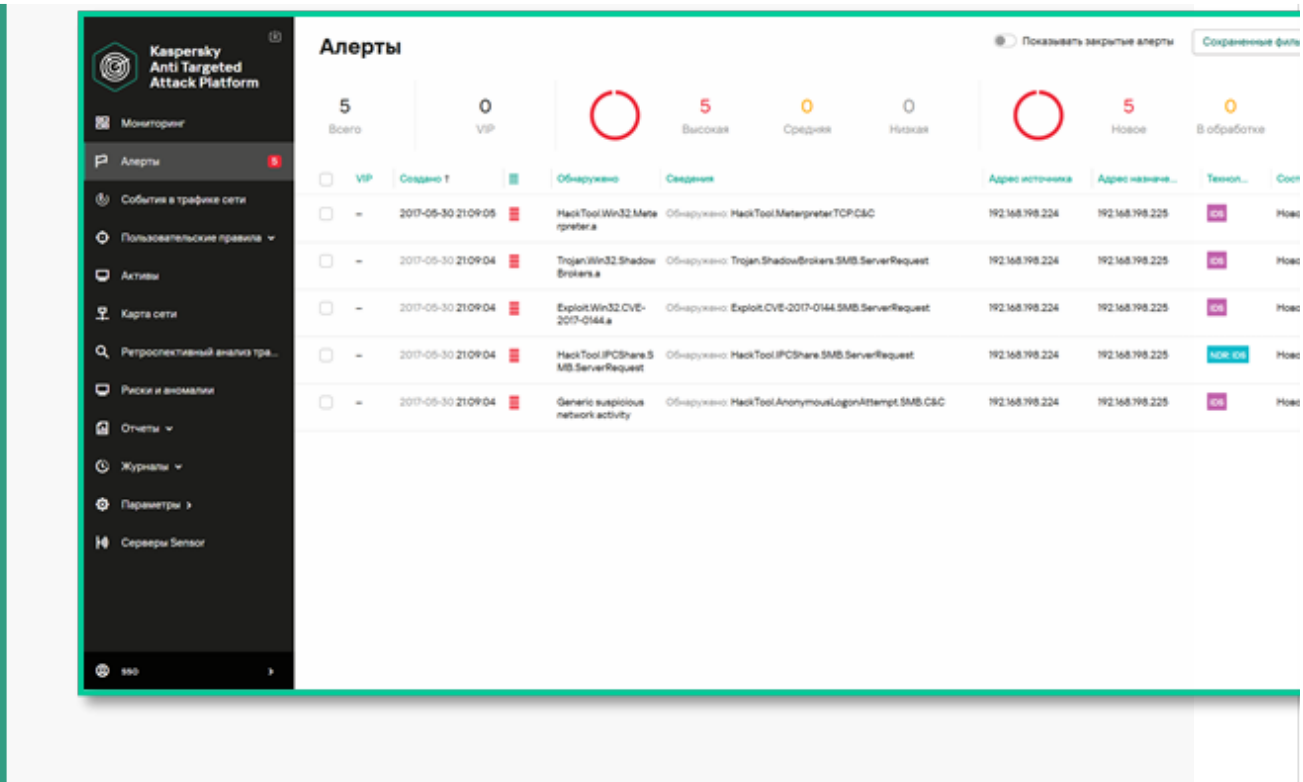 Kaspersky
Anti Targeted
Attack Platform
Мониторинг
Алерты 5
События в трафике сети
Пользовательские правила
Активы
Карта сети
Ретроспективный анализ тра...
Риски и аномалии
Отчеты
Журналы
Параметры
Серверы Sensor
sso
Алерты
Показывать закрытые алерты
Сохраненные филь
5 0 5 0 0 5 0
Всего VIP Высокая Средняя Низкая Новое В обработке
VIP Создано ↑ Обнаружено Сведения Адрес источника Адрес назначе... Технол... Сост
– 2017-05-30 21:09:05 HackTool.Win32.Mete Обнаружено: HackTool.Meterpreter.TCP.C&C 192.168.198.224 192.168.198.225 IDS Ново
rpreter.a
– 2017-05-30 21:09:04 Trojan.Win32.Shadow Обнаружено: Trojan.ShadowBrokers.SMB.ServerRequest 192.168.198.224 192.168.198.225 IDS Ново
Brokers.a
– 2017-05-30 21:09:04 Exploit.Win32.CVE- Обнаружено: Exploit.CVE-2017-0144.SMB.ServerRequest 192.168.198.224 192.168.198.225 IDS Ново
2017-0144.a
– 2017-05-30 21:09:04 HackTool.IPCShare.S Обнаружено: HackTool.IPCShare.SMB.ServerRequest 192.168.198.224 192.168.198.225 NDR: IDS Ново
MB.ServerRequest
– 2017-05-30 21:09:04 Generic suspicious Обнаружено: HackTool.AnonymousLogonAttempt.SMB.C&C 192.168.198.224 192.168.198.225 IDS Ново
network activity